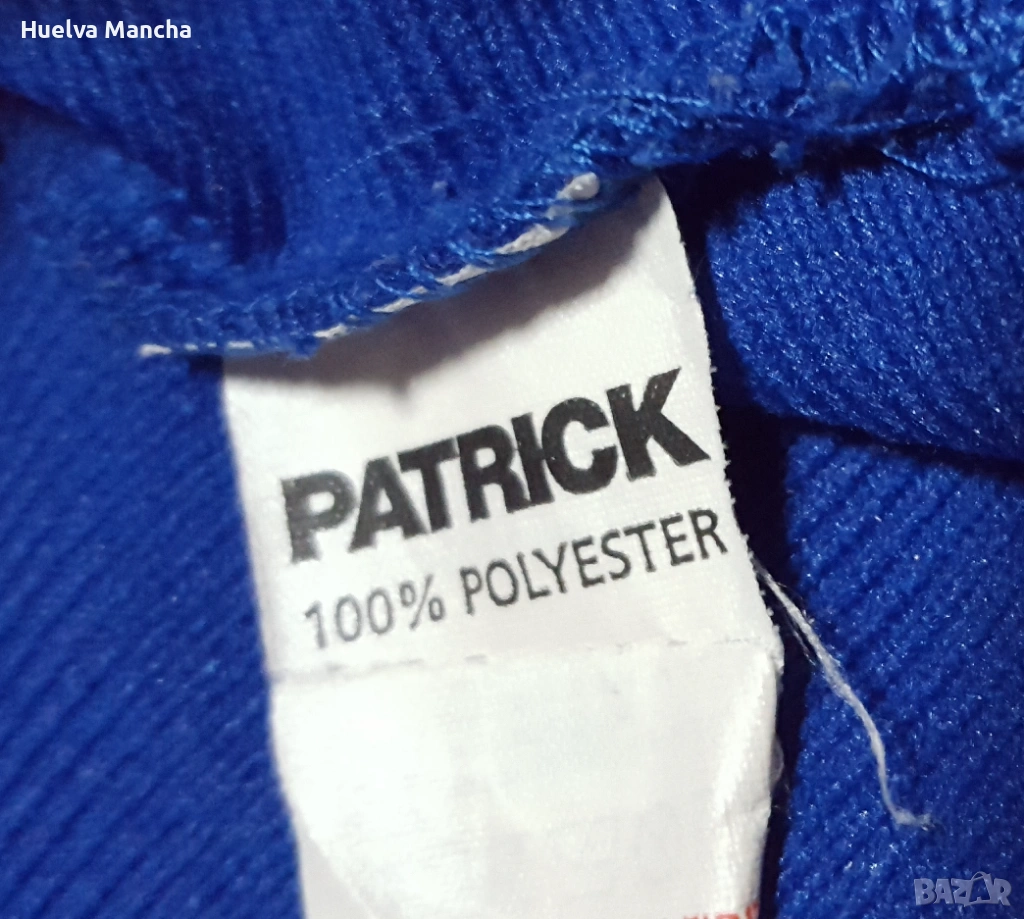 Huelva Mancha
PATRICK
100% POLYESTER
BAZAR